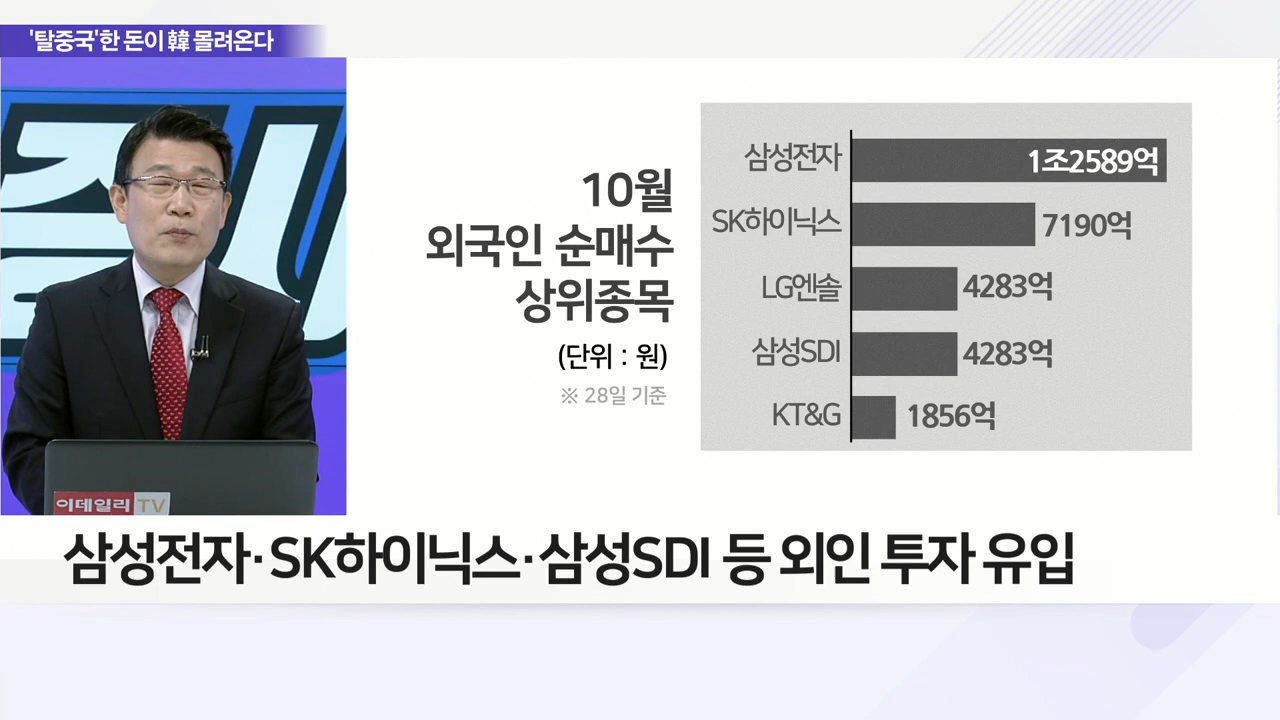 '탈중국'한 돈이 韓 몰려온다
10월
외국인 순매수
상위종목
(단위 : 원)
※ 28일 기준
삼성전자 1조2589억
SK하이닉스 7190억
LG엔솔 4283억
삼성SDI 4283억
KT&G 1856억
이데일리 TV
삼성전자·SK하이닉스·삼성SDI 등 외인 투자 유입